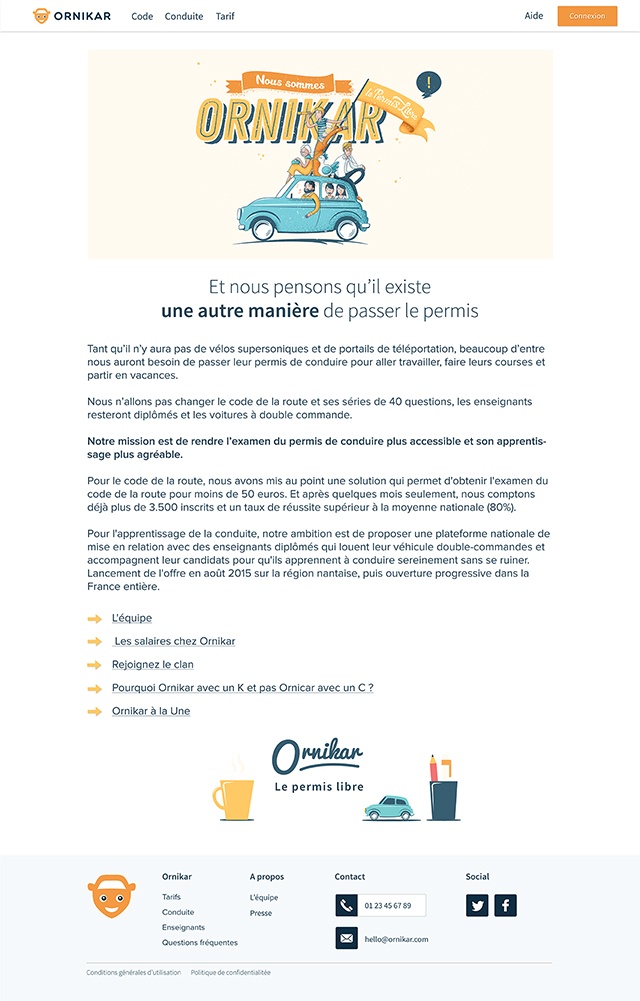 ORNIKAR Code Conduite Tarif Aide Connexion
Nous sommes
ORNIKAR
le Permis Libre
!
Et nous pensons qu'il existe
une autre manière de passer le permis
Tant qu'il n'y aura pas de vélos supersoniques et de portails de téléportation, beaucoup d'entre
nous auront besoin de passer leur permis de conduire pour aller travailler, faire leurs courses et
partir en vacances.
Nous n'allons pas changer le code de la route et ses séries de 40 questions, les enseignants
resteront diplômés et les voitures à double commande.
Notre mission est de rendre l'examen du permis de conduire plus accessible et son apprentis-
sage plus agréable.
Pour le code de la route, nous avons mis au point une solution qui permet d'obtenir l'examen du
code de la route pour moins de 50 euros. Et après quelques mois seulement, nous comptons
déjà plus de 3.500 inscrits et un taux de réussite supérieur à la moyenne nationale (80%).
Pour l'apprentissage de la conduite, notre ambition est de proposer une plateforme nationale de
mise en relation avec des enseignants diplômés qui louent leur véhicule double-commandes et
accompagnent leur candidats pour qu'ils apprennent à conduire sereinement sans se ruiner.
Lancement de l'offre en août 2015 sur la région nantaise, puis ouverture progressive dans la
France entière.
L'équipe
Les salaires chez Ornikar
Rejoignez le clan
Pourquoi Ornikar avec un K et pas Ornicar avec un C ?
Ornikar à la Une
Ornikar
Le permis libre
Ornikar A propos Contact Social
Tarifs L'équipe 01 23 45 67 89
Conduite Presse
Enseignants
Questions fréquentes hello@ornikar.com
Conditions générales d'utilisation Politique de confidentialitée